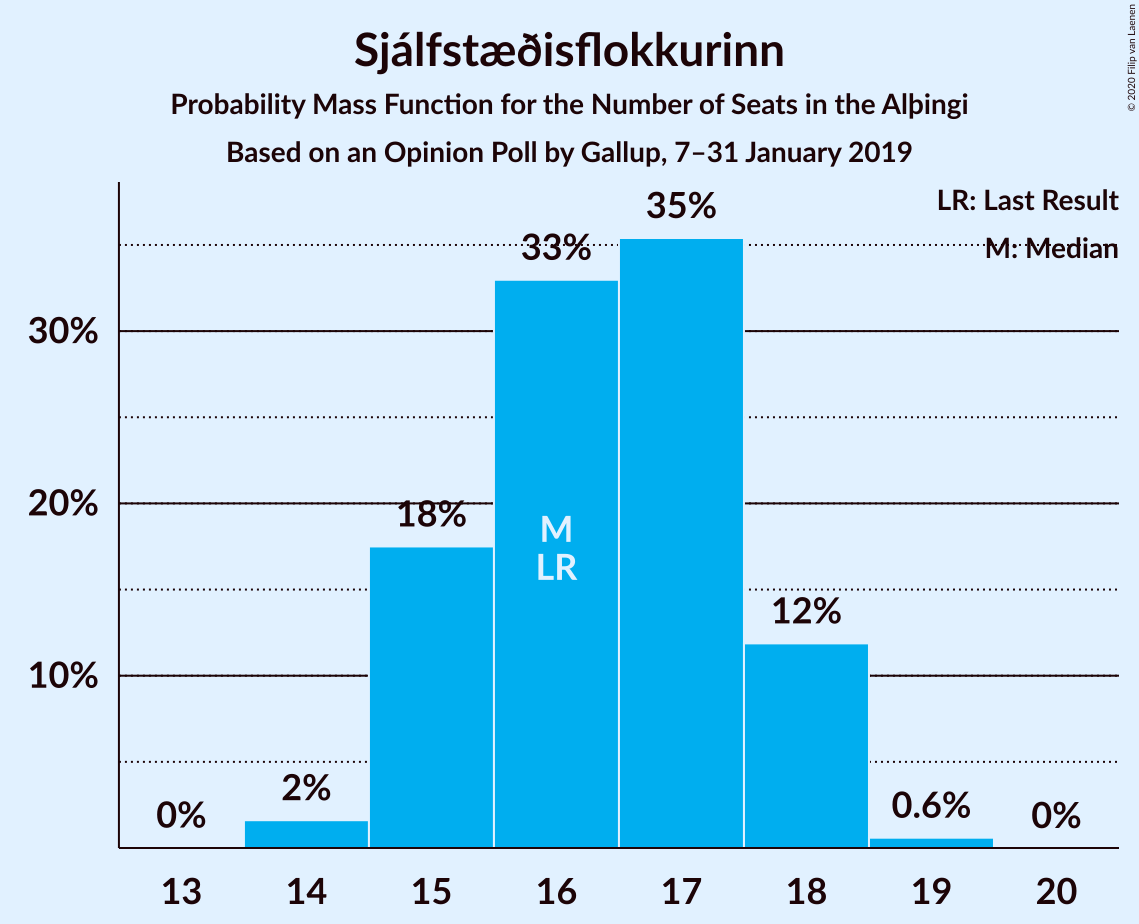 Sjálfstæðisflokkurinn
Probability Mass Function for the Number of Seats in the Alþingi
Based on an Opinion Poll by Gallup, 7–31 January 2019
© 2020 Filip van Laenen
LR: Last Result
M: Median
35%
33%
30%
20%
18%
M
LR
12%
10%
2%
0%
0.6%
0%
13 14 15 16 17 18 19 20